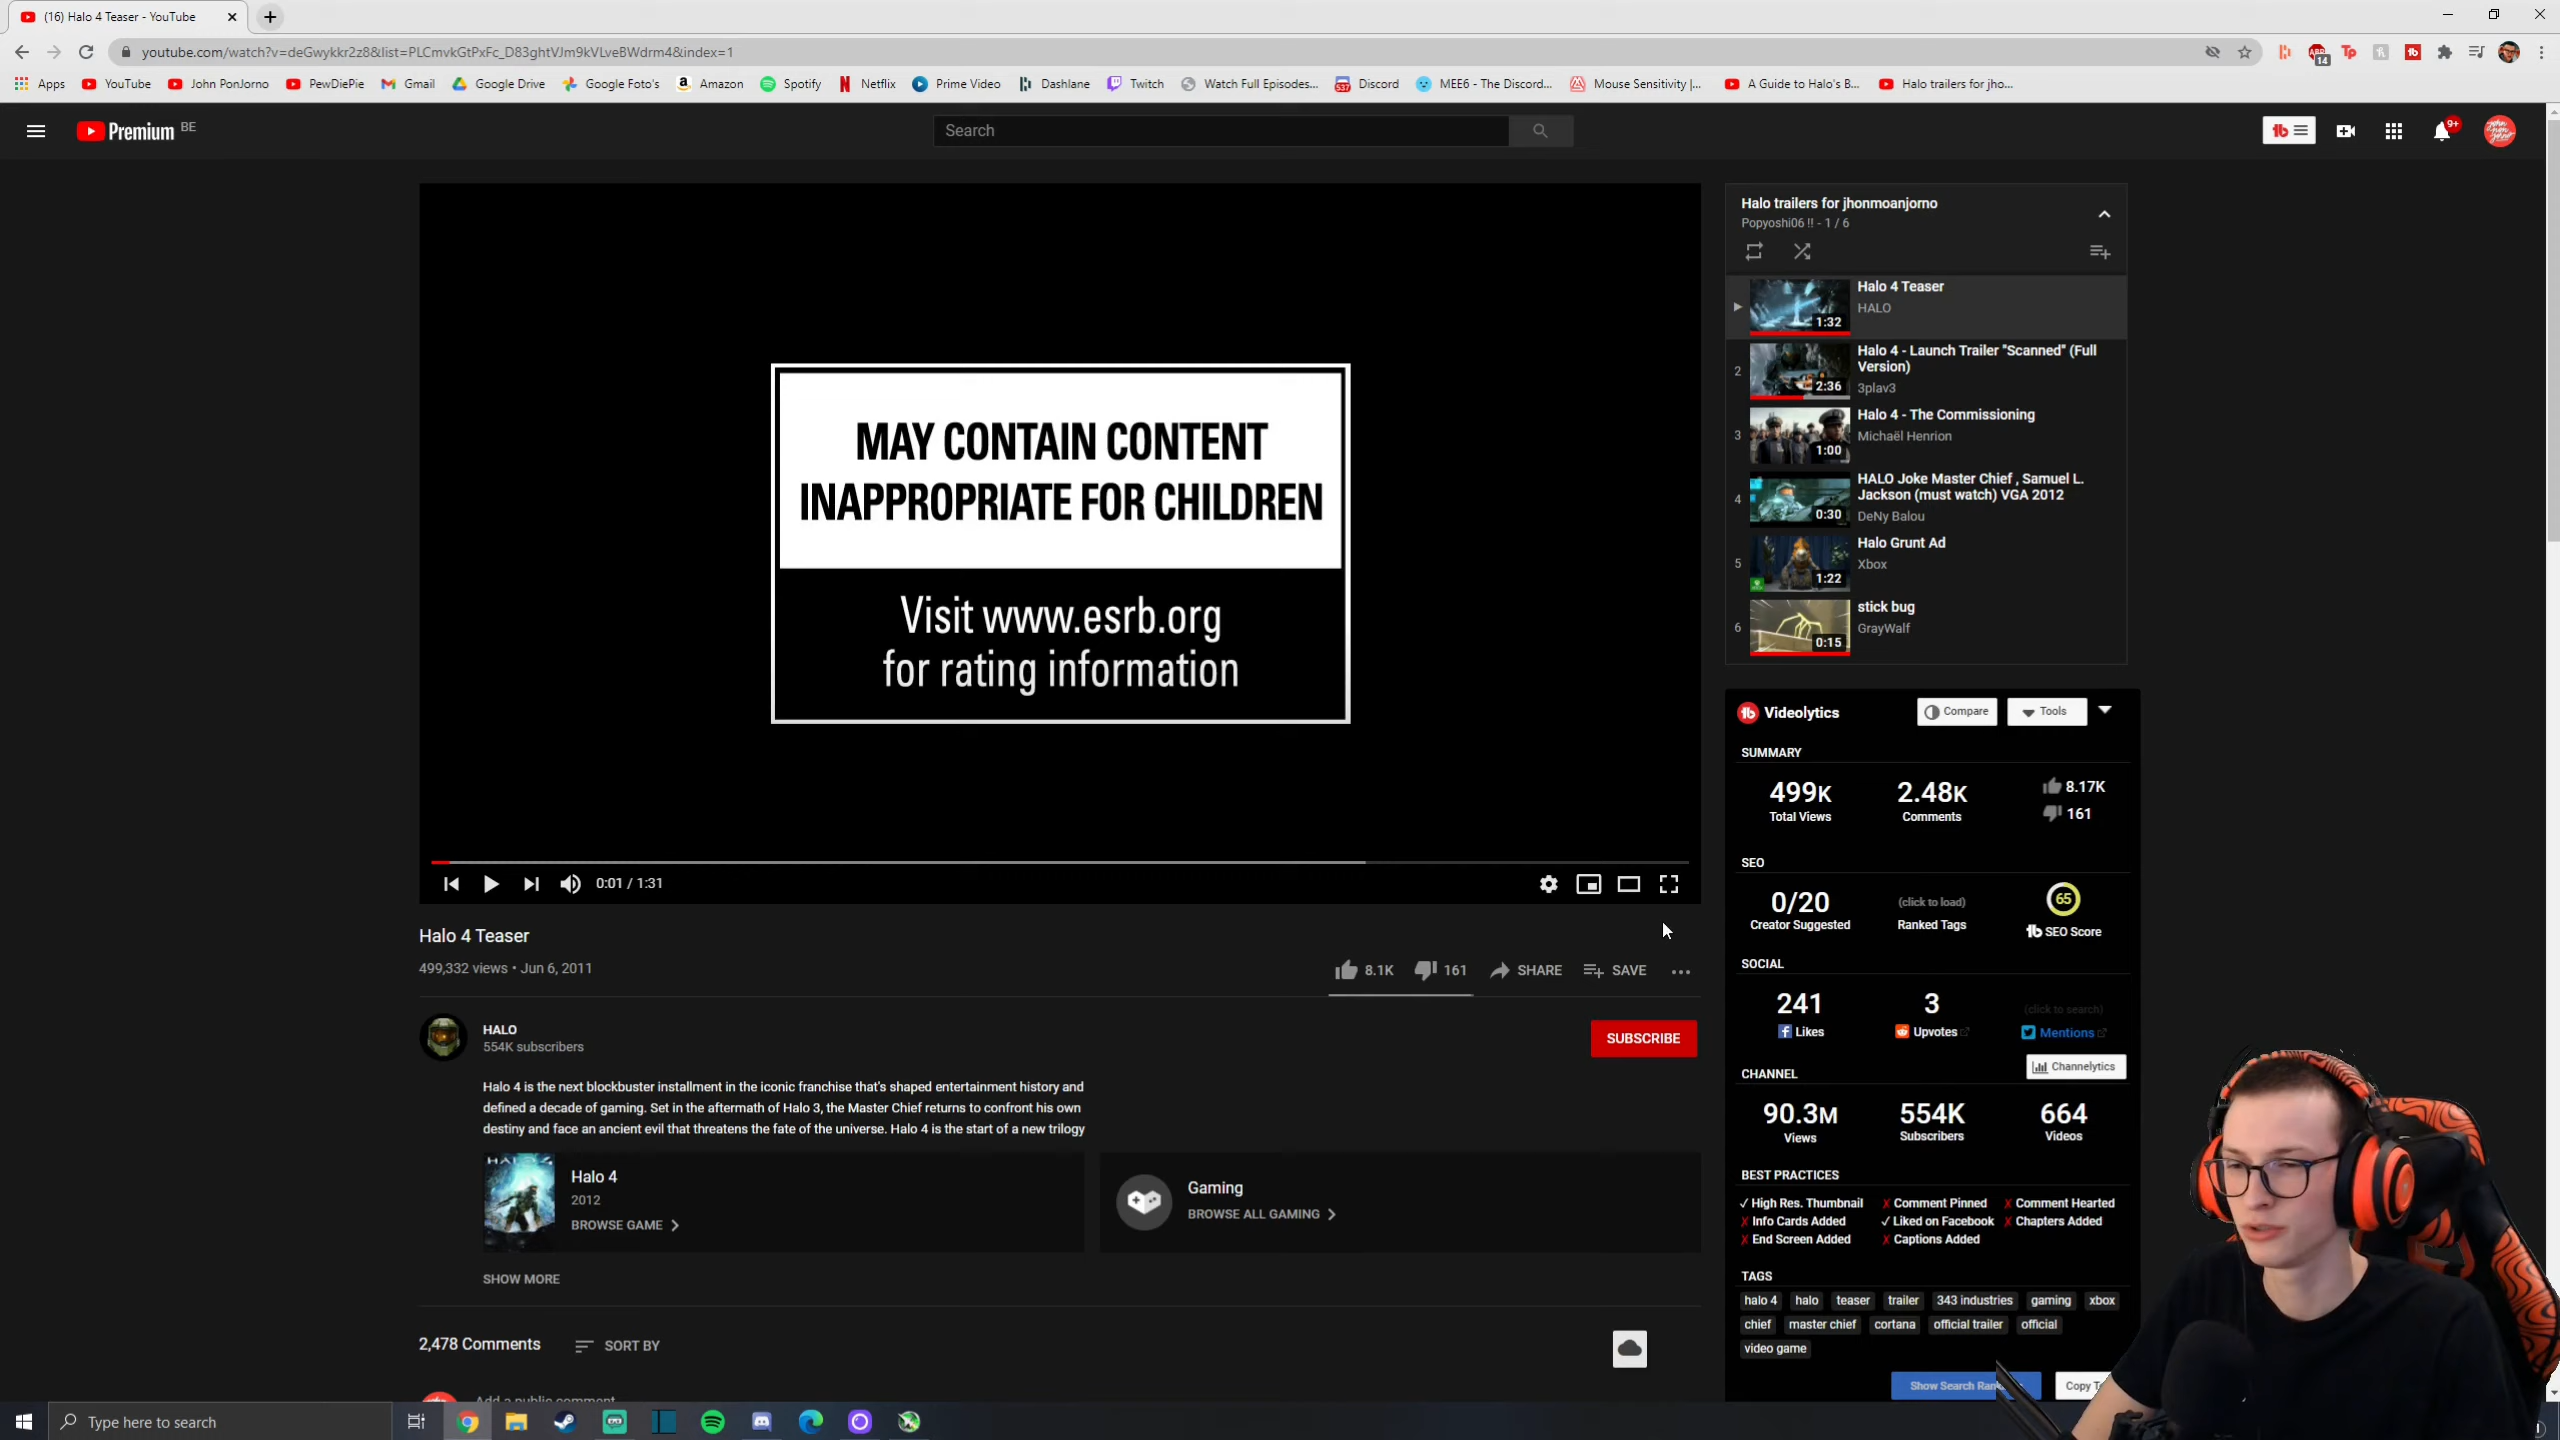 (16) Halo 4 Teaser - YouTube
youtube.com/watch?v=deGwykkr2z8&list=PLCmvkGtPxFc_D83ghtVJm9kVLveBWdrm4&index=1
14
Apps YouTube John PonJorno PewDiePie Gmail Google Drive Google Foto's Amazon Spotify Netflix Prime Video Dashlane Twitch Watch Full Episodes... Discord MEE6 - The Discord... Mouse Sensitivity |... A Guide to Halo's B... Halo trailers for jho...
Premium BE
Search
9+
MAY CONTAIN CONTENT
INAPPROPRIATE FOR CHILDREN
Visit www.esrb.org
for rating information
0:01 / 1:31
Halo 4 Teaser
499,332 views • Jun 6, 2011
8.1K 161 SHARE SAVE
HALO
554K subscribers
SUBSCRIBE
Halo 4 is the next blockbuster installment in the iconic franchise that's shaped entertainment history and
defined a decade of gaming. Set in the aftermath of Halo 3, the Master Chief returns to confront his own
destiny and face an ancient evil that threatens the fate of the universe. Halo 4 is the start of a new trilogy
Halo 4
2012
BROWSE GAME
Gaming
BROWSE ALL GAMING
SHOW MORE
2,478 Comments SORT BY
Add a public comment
Halo trailers for jhonmoanjorno
Popyoshi06 !! - 1 / 6
Halo 4 Teaser
HALO
1:32
2
Halo 4 - Launch Trailer "Scanned" (Full
Version)
3plav3
2:36
3
Halo 4 - The Commissioning
Michaël Henrion
1:00
4
HALO Joke Master Chief , Samuel L.
Jackson (must watch) VGA 2012
DeNy Balou
0:30
5
Halo Grunt Ad
Xbox
1:22
6
stick bug
GrayWalf
0:15
Videolytics Compare Tools
SUMMARY
499K 2.48K 8.17K
Total Views Comments 161
SEO
0/20 (click to load) 65
Creator Suggested Ranked Tags SEO Score
SOCIAL
241 3 (click to search)
Likes Upvotes Mentions
CHANNEL Channelytics
90.3M 554K 664
Views Subscribers Videos
BEST PRACTICES
✓ High Res. Thumbnail ✗ Comment Pinned ✗ Comment Hearted
✗ Info Cards Added ✓ Liked on Facebook ✗ Chapters Added
✗ End Screen Added ✗ Captions Added
TAGS
halo 4 halo teaser trailer 343 industries gaming xbox
chief master chief cortana official trailer official
video game
Show Search Copy
Type here to search